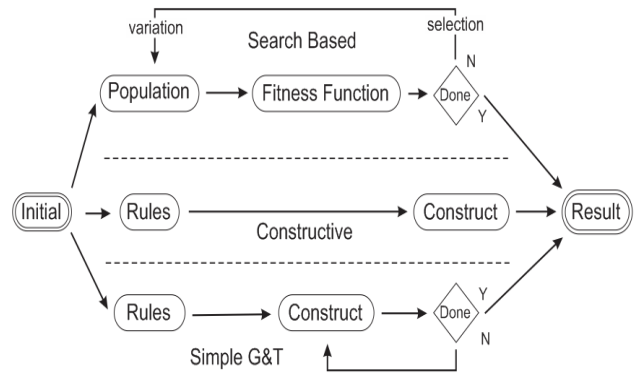 variation
selection
Search Based
N
Population
Fitness Function
Done
Y
Initial
Rules
Construct
Result
Constructive
Rules
Construct
Done
Y
N
Simple G&T